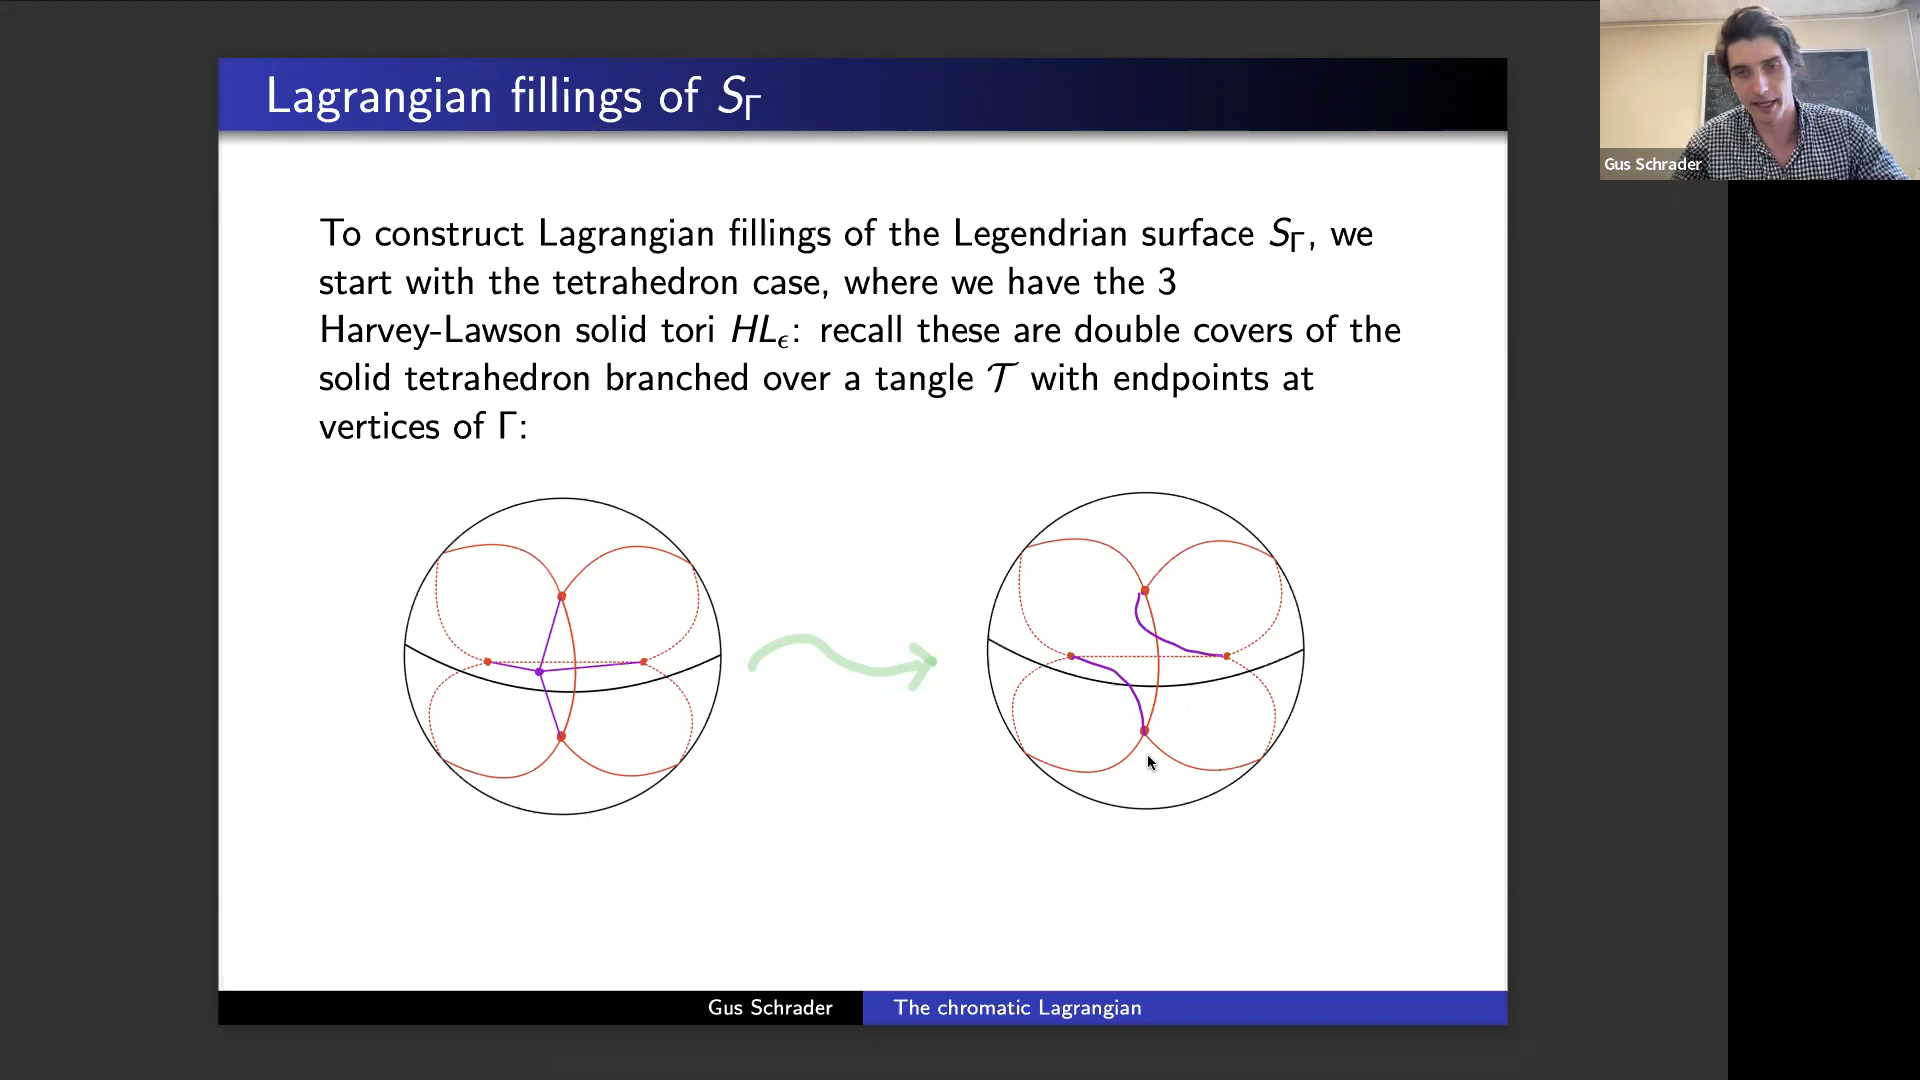 Lagrangian fillings of S_Γ
Gus Schrader
To construct Lagrangian fillings of the Legendrian surface S_Γ, we
start with the tetrahedron case, where we have the 3
Harvey-Lawson solid tori HL_ϵ: recall these are double covers of the
solid tetrahedron branched over a tangle 𝒯 with endpoints at
vertices of Γ:
Gus Schrader
The chromatic Lagrangian